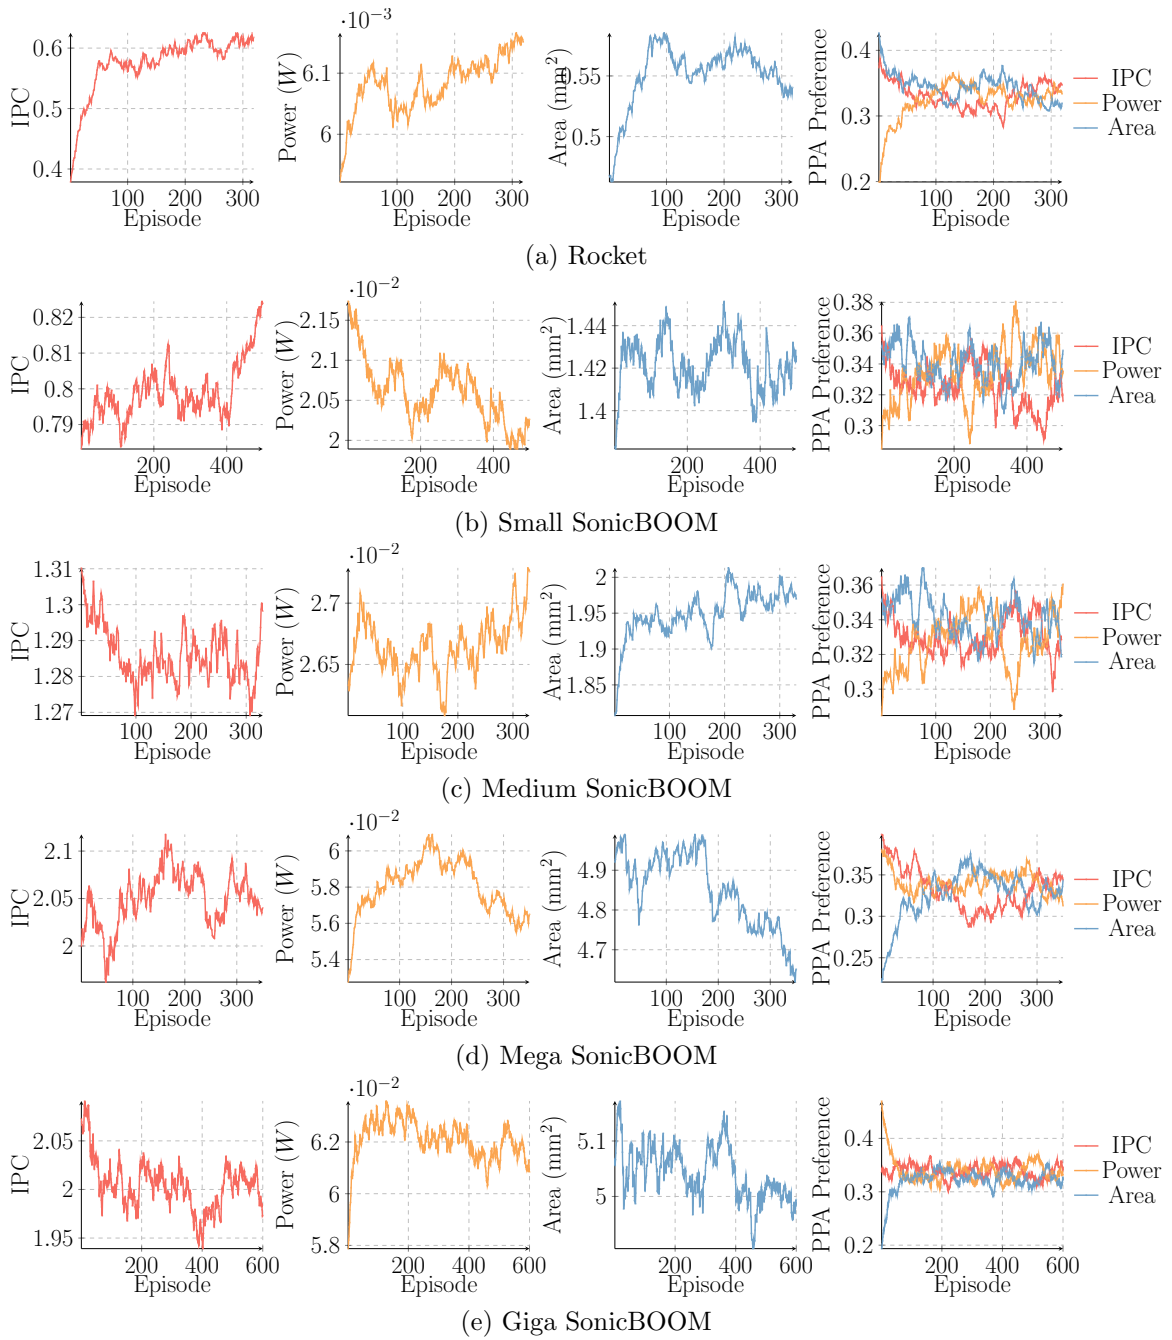 ·10⁻³
0.6
0.5
0.4
IPC
100 200 300
Episode
6.1
6
Power (W)
100 200 300
Episode
0.55
0.5
Area (mm²)
100 200 300
Episode
0.4
0.3
0.2
PPA Preference
100 200 300
Episode
IPC
Power
Area
(a) Rocket
·10⁻²
0.82
0.81
0.8
0.79
IPC
200 400
Episode
2.15
2.1
2.05
2
Power (W)
200 400
Episode
1.44
1.42
1.4
Area (mm²)
200 400
Episode
0.38
0.36
0.34
0.32
0.3
PPA Preference
200 400
Episode
IPC
Power
Area
(b) Small SonicBOOM
·10⁻²
1.31
1.3
1.29
1.28
1.27
IPC
100 200 300
Episode
2.7
2.65
Power (W)
100 200 300
Episode
2
1.95
1.9
1.85
Area (mm²)
100 200 300
Episode
0.36
0.34
0.32
0.3
PPA Preference
100 200 300
Episode
IPC
Power
Area
(c) Medium SonicBOOM
·10⁻²
2.1
2.05
2
IPC
100 200 300
Episode
6
5.8
5.6
5.4
Power (W)
100 200 300
Episode
4.9
4.8
4.7
Area (mm²)
100 200 300
Episode
0.35
0.3
0.25
PPA Preference
100 200 300
Episode
IPC
Power
Area
(d) Mega SonicBOOM
·10⁻²
2.05
2
1.95
IPC
200 400 600
Episode
6.2
6
5.8
Power (W)
200 400 600
Episode
5.1
5
Area (mm²)
200 400 600
Episode
0.4
0.3
0.2
PPA Preference
200 400 600
Episode
IPC
Power
Area
(e) Giga SonicBOOM